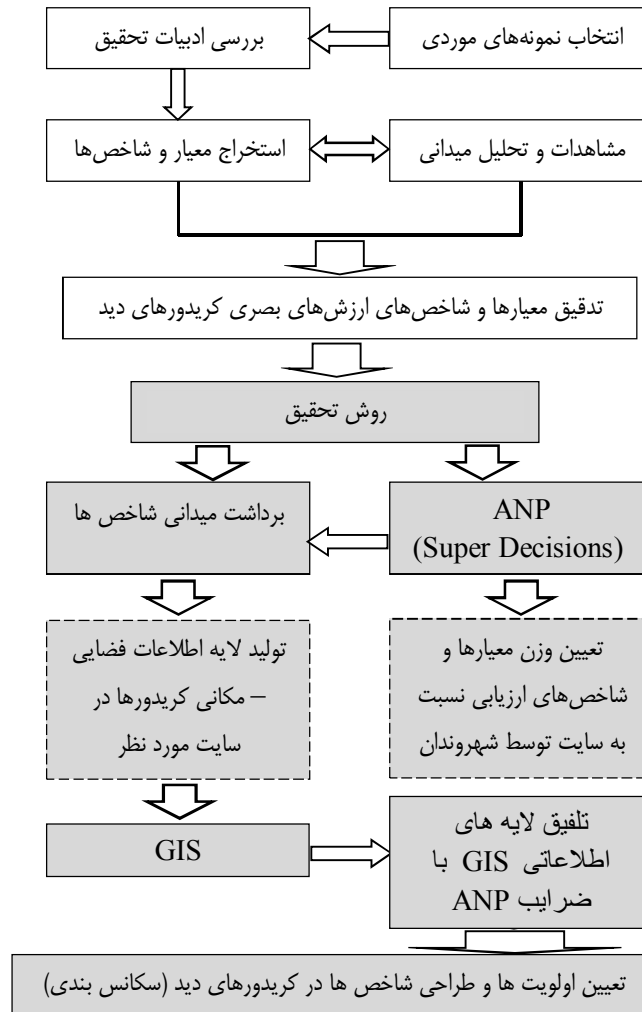 انتخاب نمونه‌های موردی
بررسی ادبیات تحقیق
مشاهدات و تحلیل میدانی
استخراج معیار و شاخص‌ها
تدقیق معیارها و شاخص‌های ارزش‌های بصری کریدورهای دید
روش تحقیق
ANP
(Super Decisions)
برداشت میدانی شاخص ها
تعیین وزن معیارها و
شاخص‌های ارزیابی نسبت
به سایت توسط شهروندان
تولید لایه اطلاعات فضایی
– مکانی کریدورها در
سایت مورد نظر
GIS
تلفیق لایه های
اطلاعاتی GIS با
ضرایب ANP
تعیین اولویت ها و طراحی شاخص ها در کریدورهای دید (سکانس بندی)